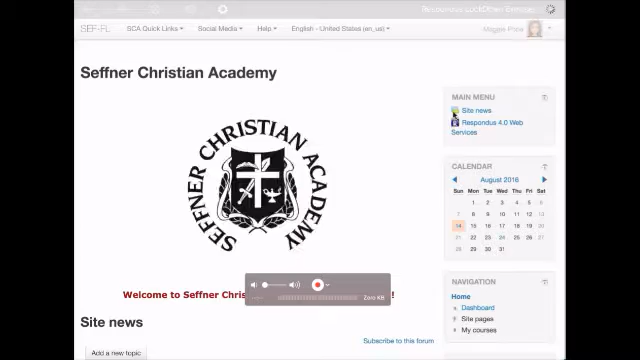 Respondus LockDown Browser
SEF-FL SCA Quick Links Social Media Help English - United States (en_us)
Seffner Christian Academy
SEFFNER CHRISTIAN ACADEMY
Welcome to Seffner Chris !
Zero KB
Site news
Subscribe to this forum
Add a new topic
MAIN MENU
Site news
Respondus 4.0 Web
Services
CALENDAR
August 2016
Sun Mon Tue Wed Thu Fri Sat
1 2 3 4 5 6
7 8 9 10 11 12 13
14 15 16 17 18 19 20
21 22 23 24 25 26 27
28 29 30 31
NAVIGATION
Home
Dashboard
Site pages
My courses